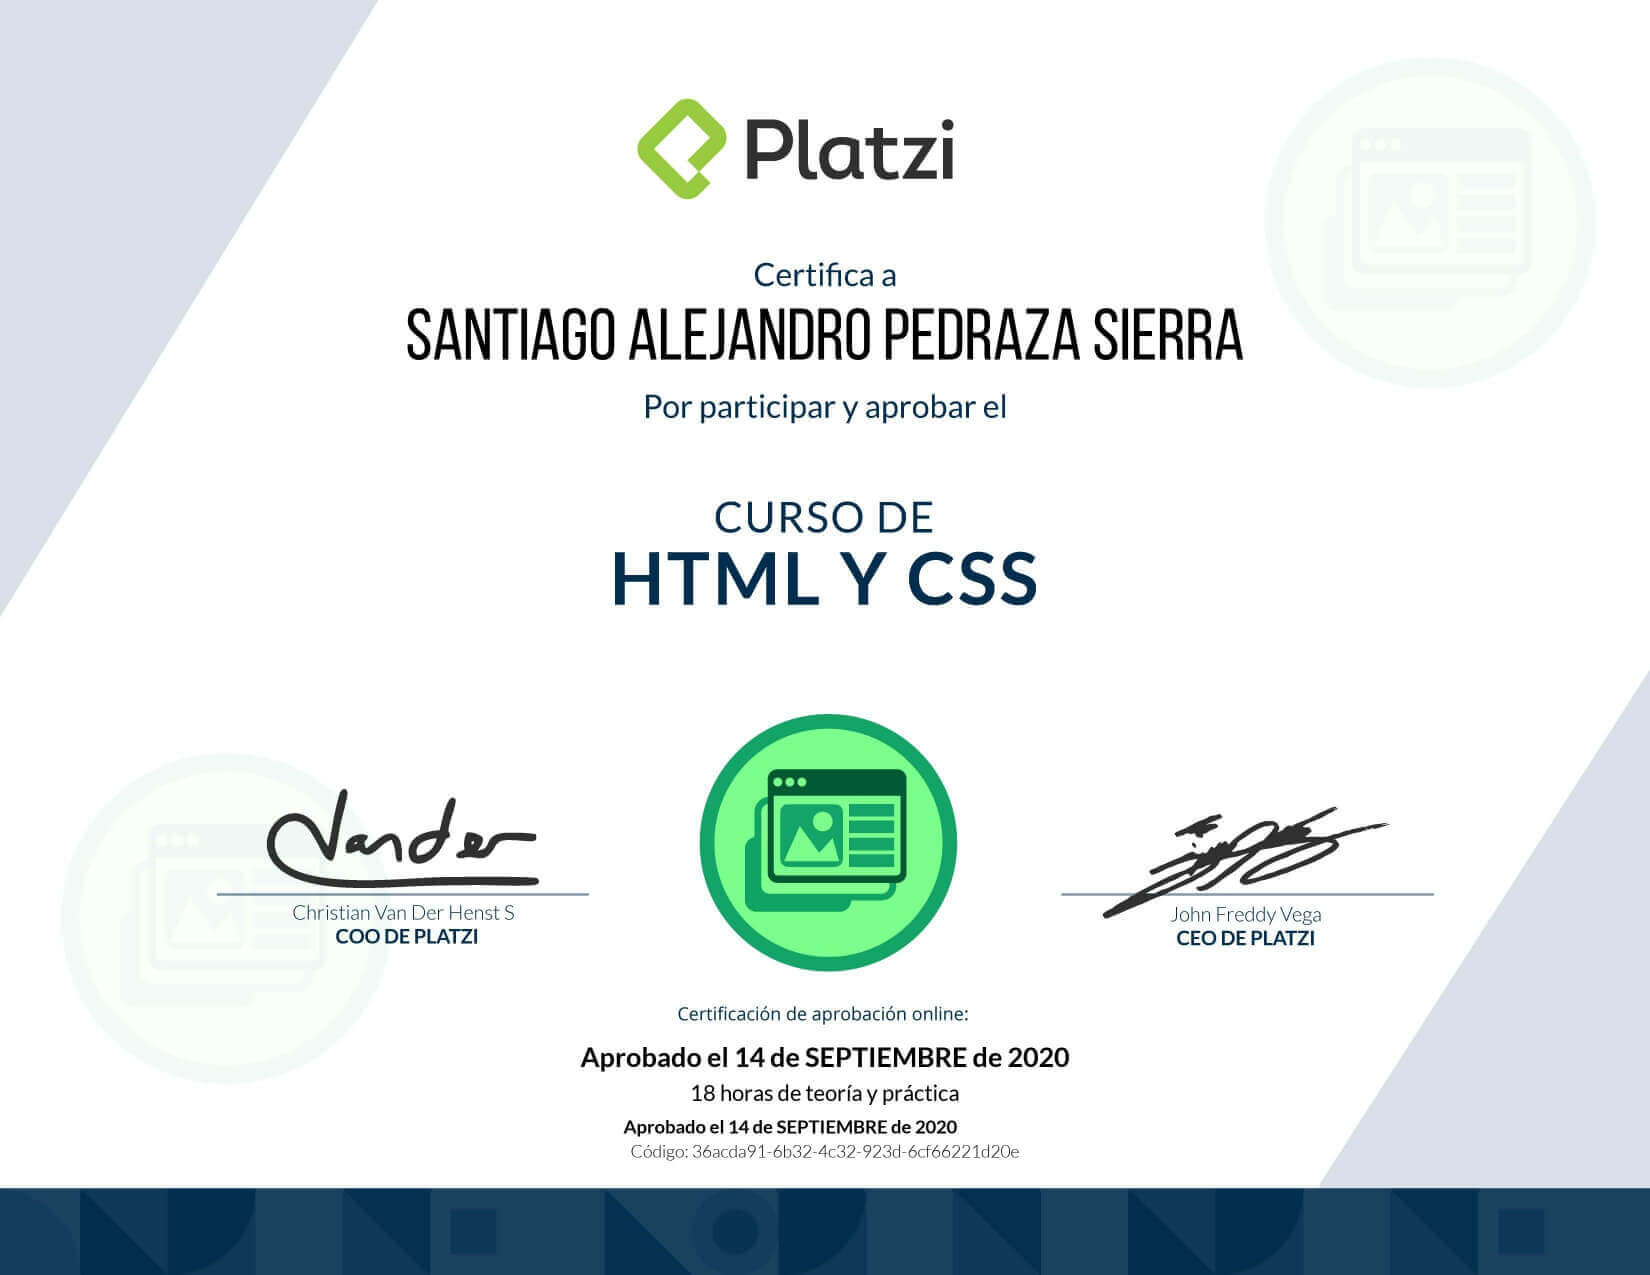 Platzi
Certifica a
SANTIAGO ALEJANDRO PEDRAZA SIERRA
Por participar y aprobar el
CURSO DE
HTML Y CSS
Vander
Christian Van Der Henst S
COO DE PLATZI
John Freddy Vega
CEO DE PLATZI
Certificación de aprobación online:
Aprobado el 14 de SEPTIEMBRE de 2020
18 horas de teoría y práctica
Aprobado el 14 de SEPTIEMBRE de 2020
Código: 36acda91-6b32-4c32-923d-6cf66221d20e